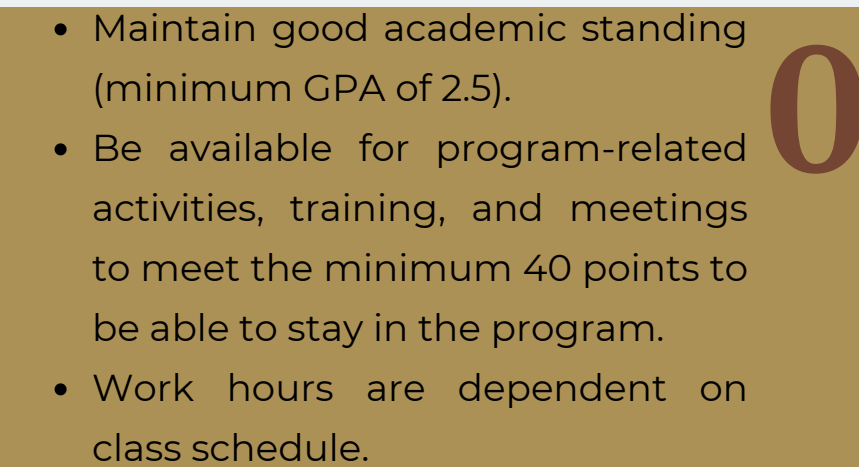 • Maintain good academic standing
(minimum GPA of 2.5).
• Be available for program-related
activities, training, and meetings
to meet the minimum 40 points to
be able to stay in the program.
• Work hours are dependent on
class schedule.
0